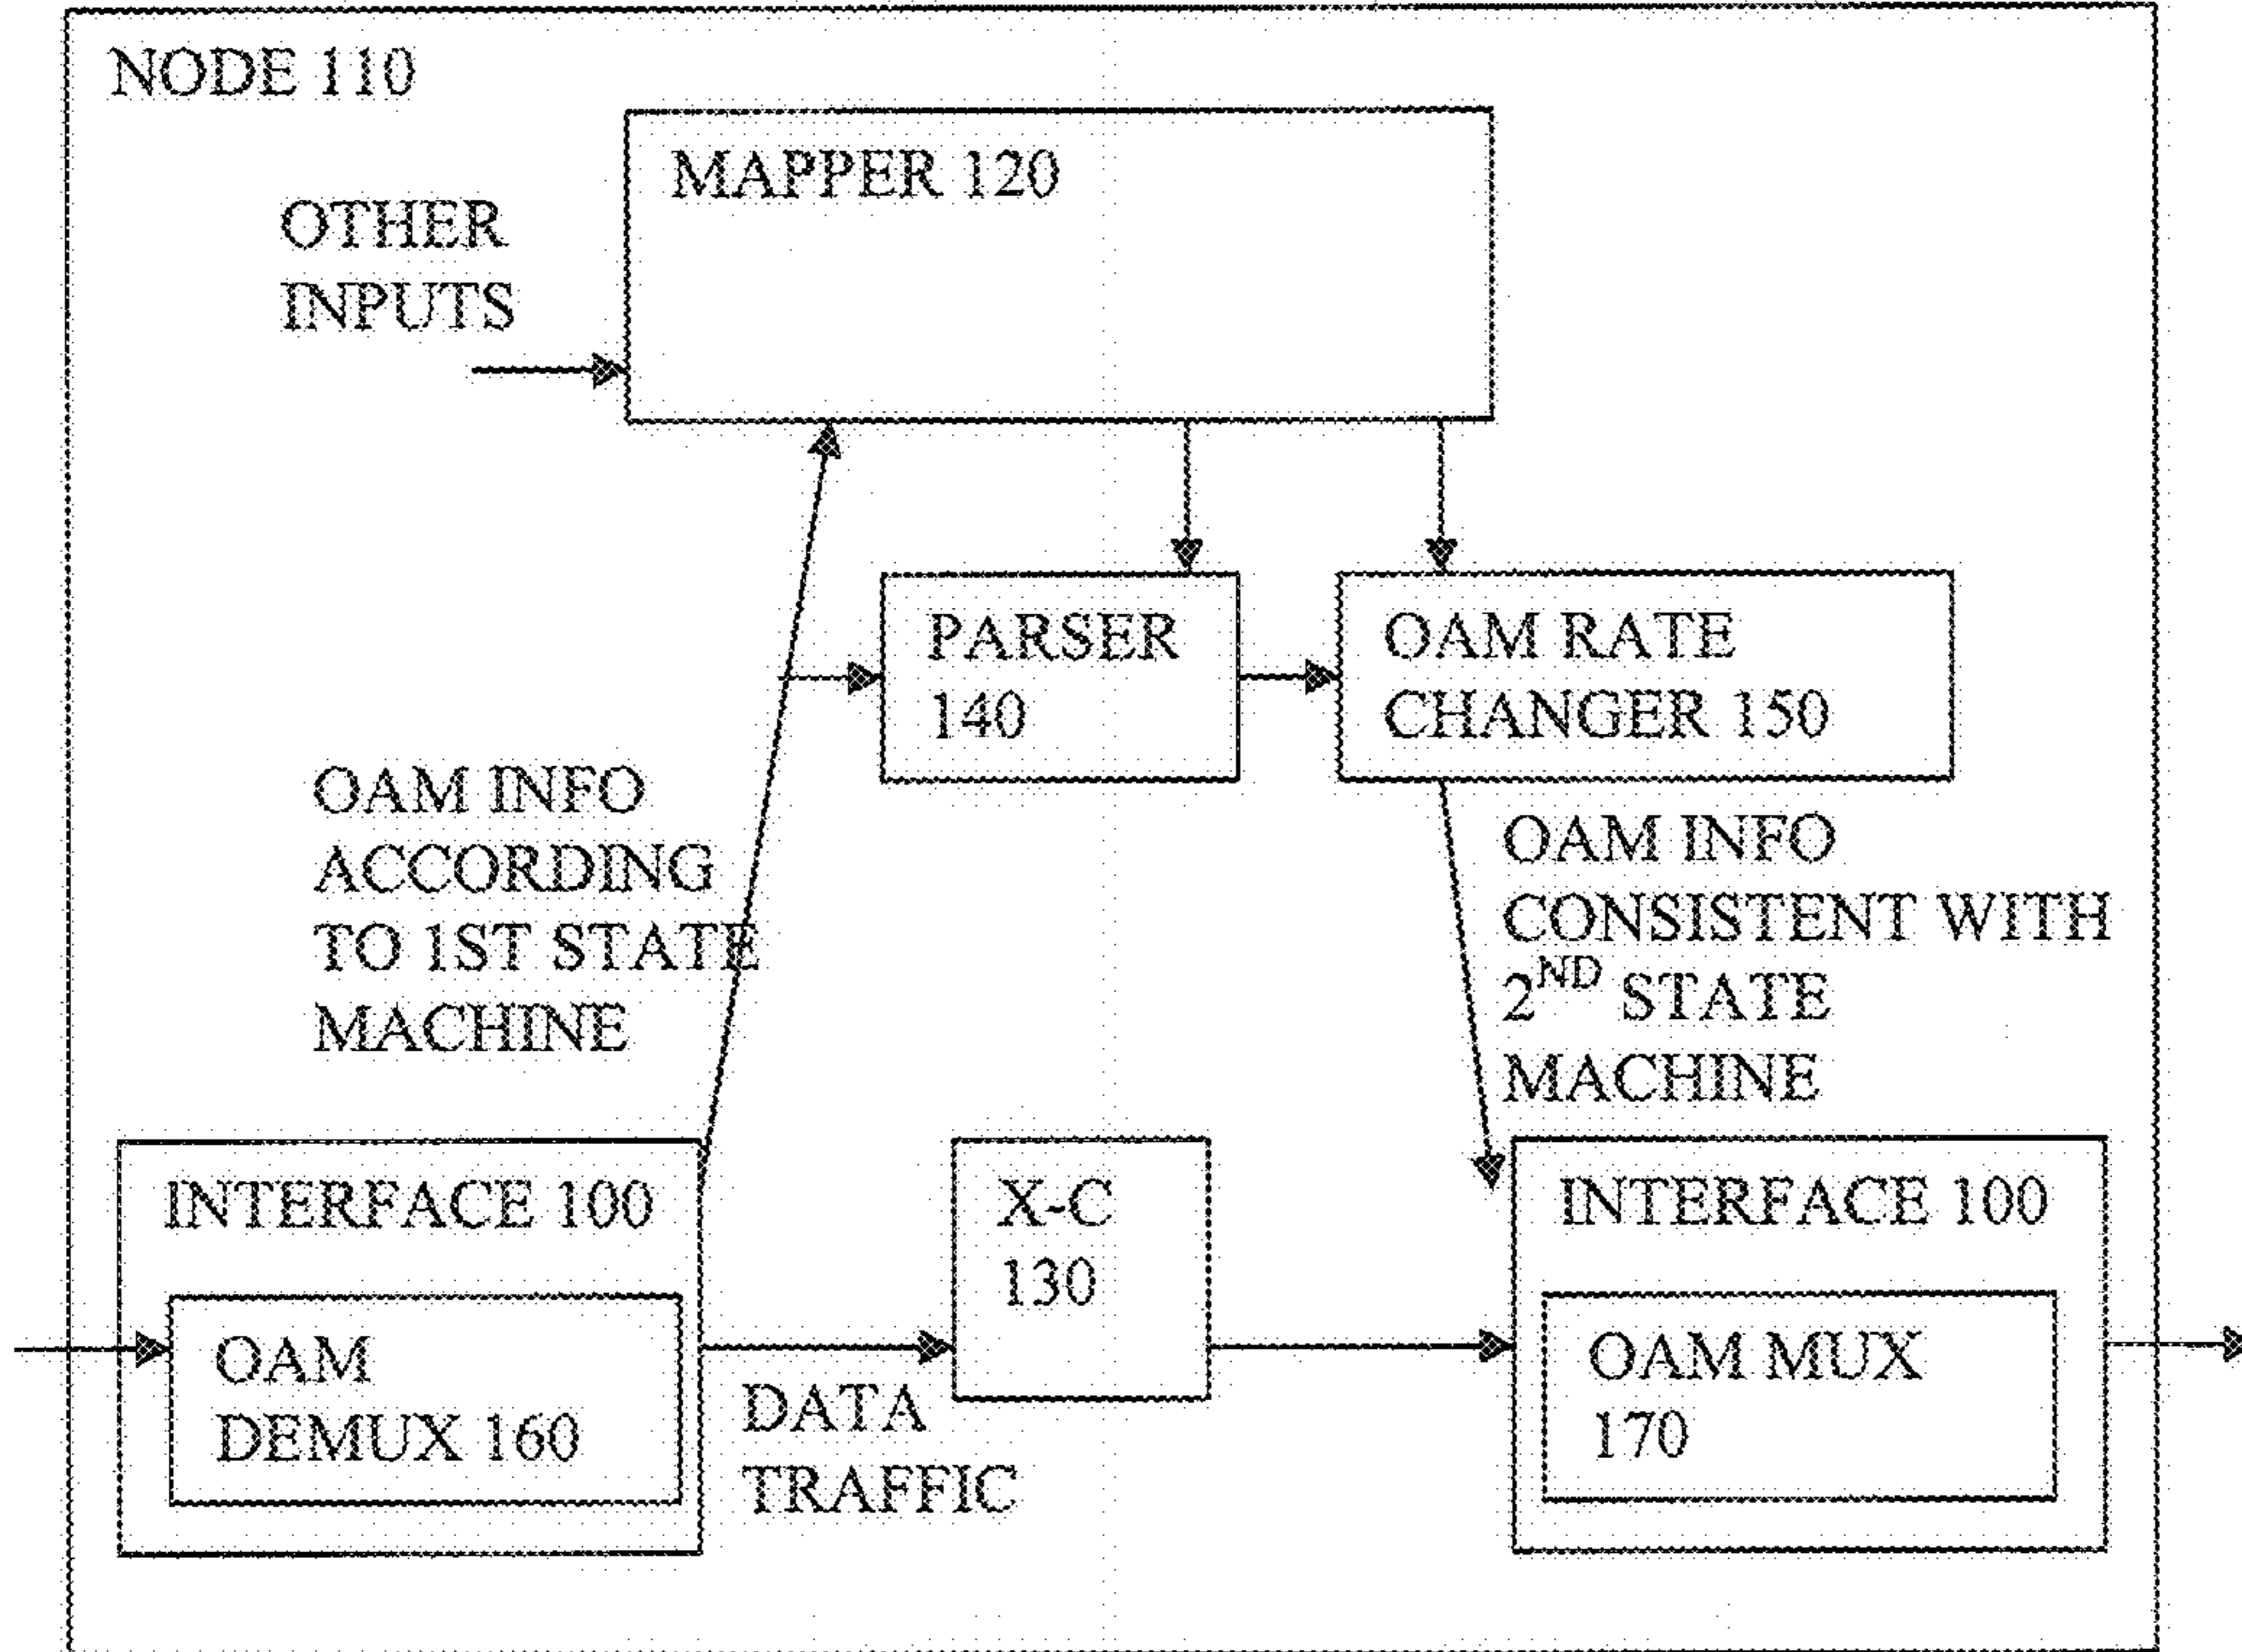 NODE 110
MAPPER 120
OTHER
INPUTS
PARSER
140
OAM RATE
CHANGER 150
OAM INFO
ACCORDING
TO 1ST STATE
MACHINE
OAM INFO
CONSISTENT WITH
2ND STATE
MACHINE
INTERFACE 100
OAM
DEMUX 160
DATA
TRAFFIC
X-C
130
INTERFACE 100
OAM MUX
170